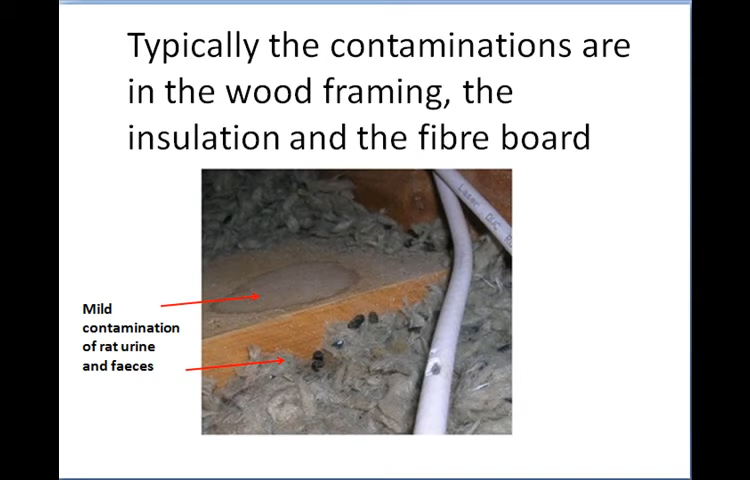 Typically the contaminations are
in the wood framing, the
insulation and the fibre board
Mild
contamination
of rat urine
and faeces
Laser